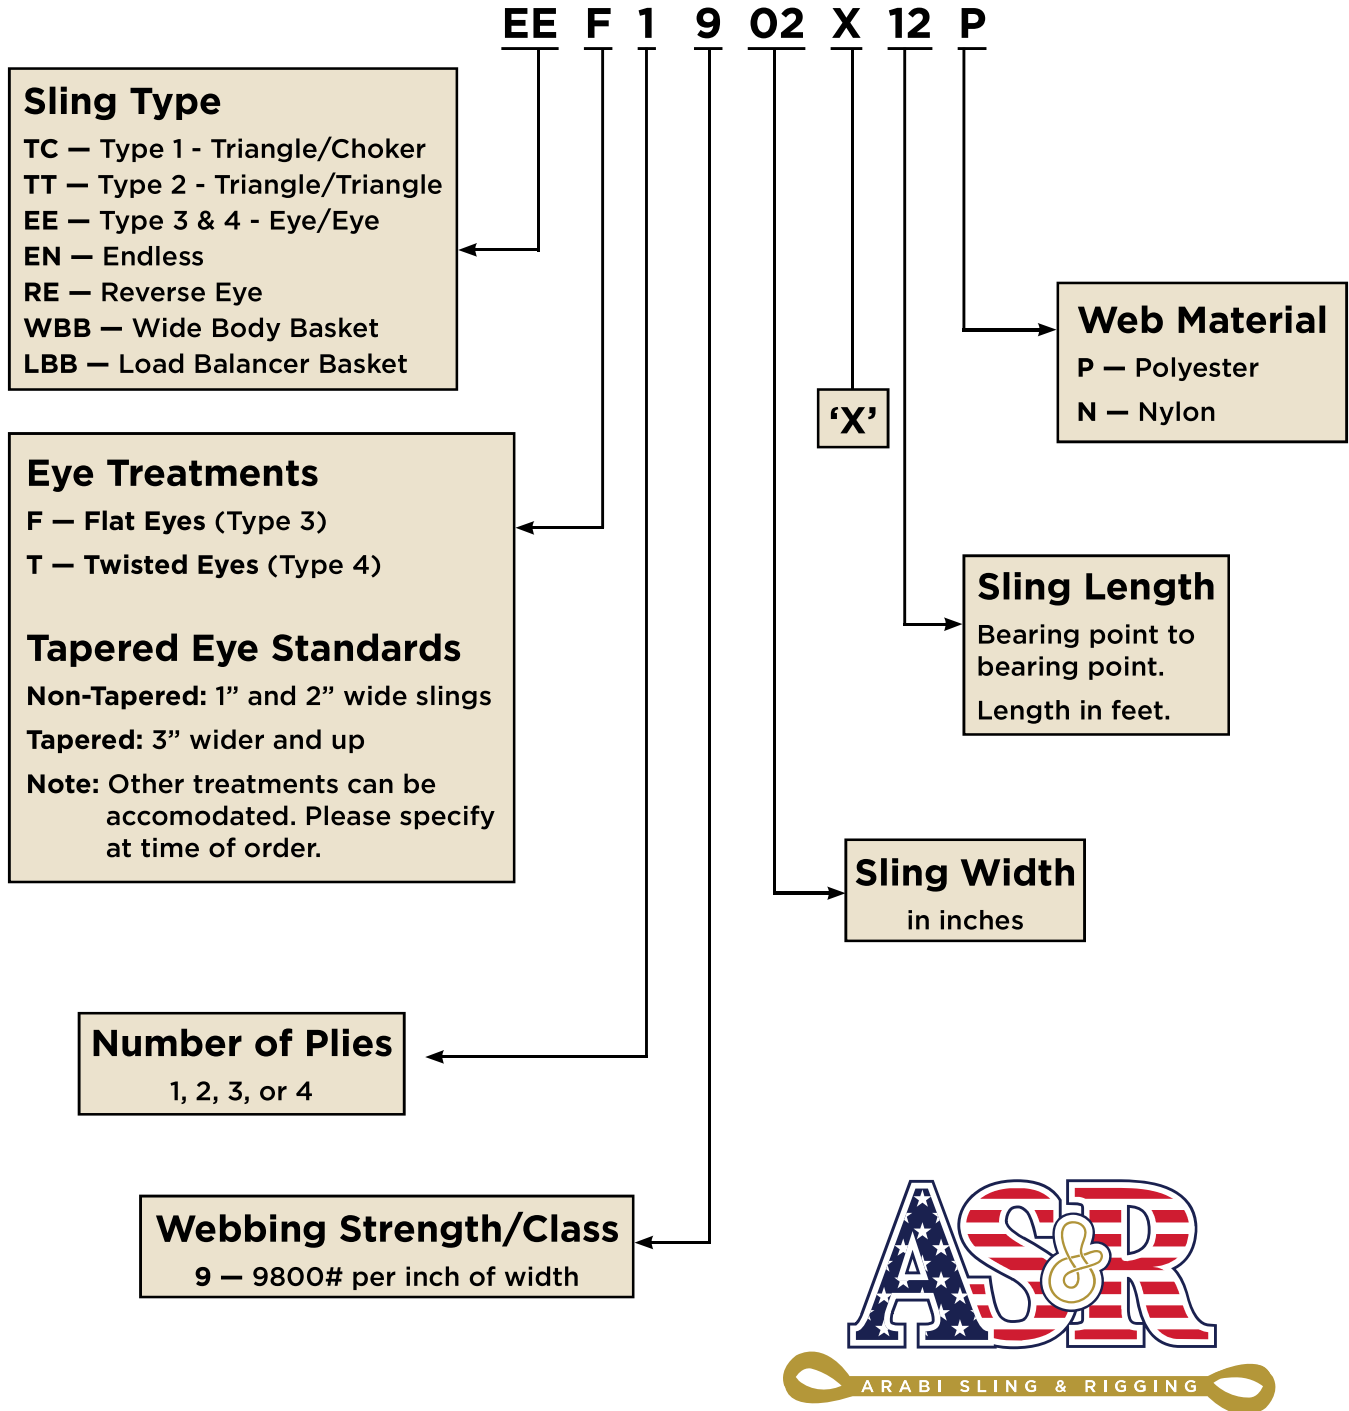 EE F 1 9 02 X 12 P
Sling Type
TC — Type 1 - Triangle/Choker
TT — Type 2 - Triangle/Triangle
EE — Type 3 & 4 - Eye/Eye
EN — Endless
RE — Reverse Eye
WBB — Wide Body Basket
LBB — Load Balancer Basket
Web Material
P — Polyester
N — Nylon
‘X’
Eye Treatments
F — Flat Eyes (Type 3)
T — Twisted Eyes (Type 4)
Tapered Eye Standards
Non-Tapered: 1” and 2” wide slings
Tapered: 3” wider and up
Note: Other treatments can be
accomodated. Please specify
at time of order.
Sling Length
Bearing point to
bearing point.
Length in feet.
Sling Width
in inches
Number of Plies
1, 2, 3, or 4
Webbing Strength/Class
9 — 9800# per inch of width
AS&R
ARABI SLING & RIGGING